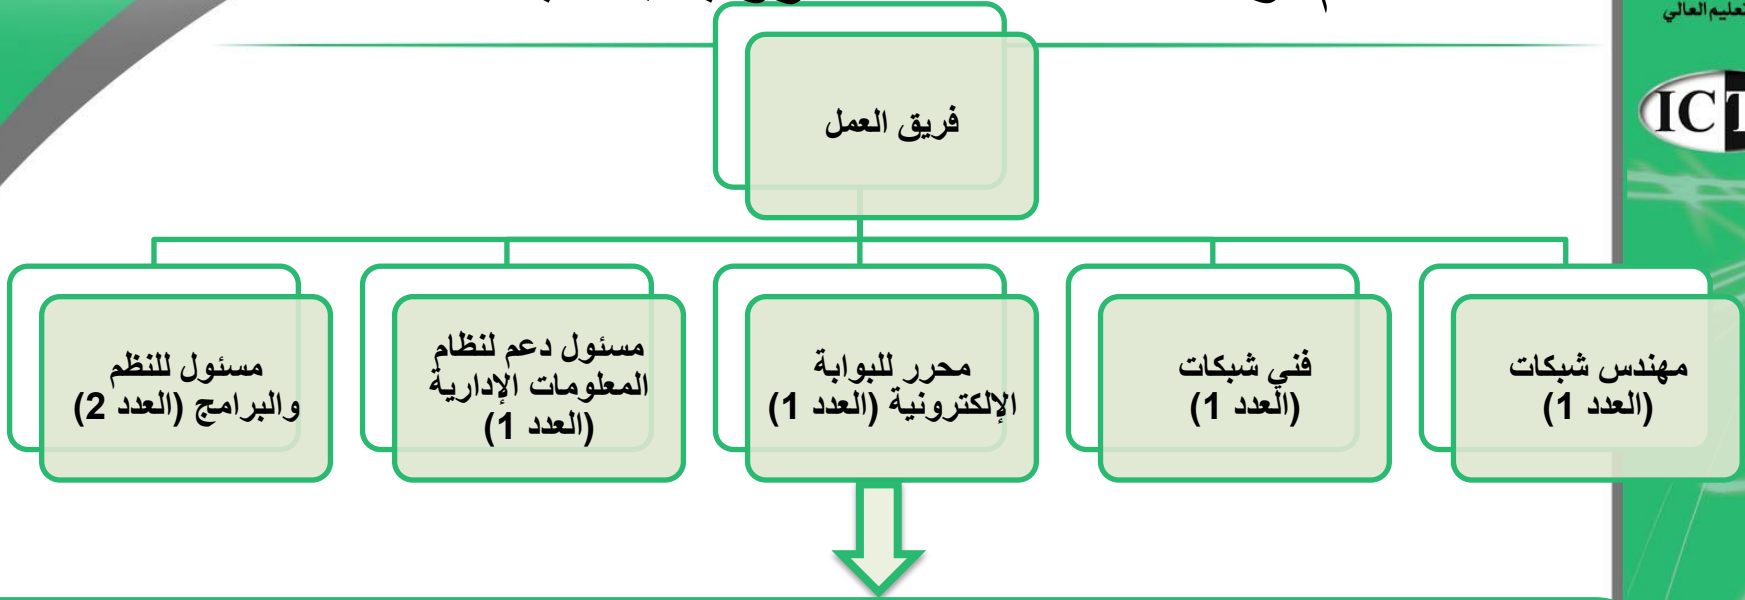 تعليم العالي
ICT
فريق العمل
مهندس شبكات
(العدد 1)
فني شبكات
(العدد 1)
محرر للبوابة
الإلكترونية (العدد 1)
مسئول دعم لنظام
المعلومات الإدارية
(العدد 1)
مسئول للنظم
والبرامج (العدد 2)